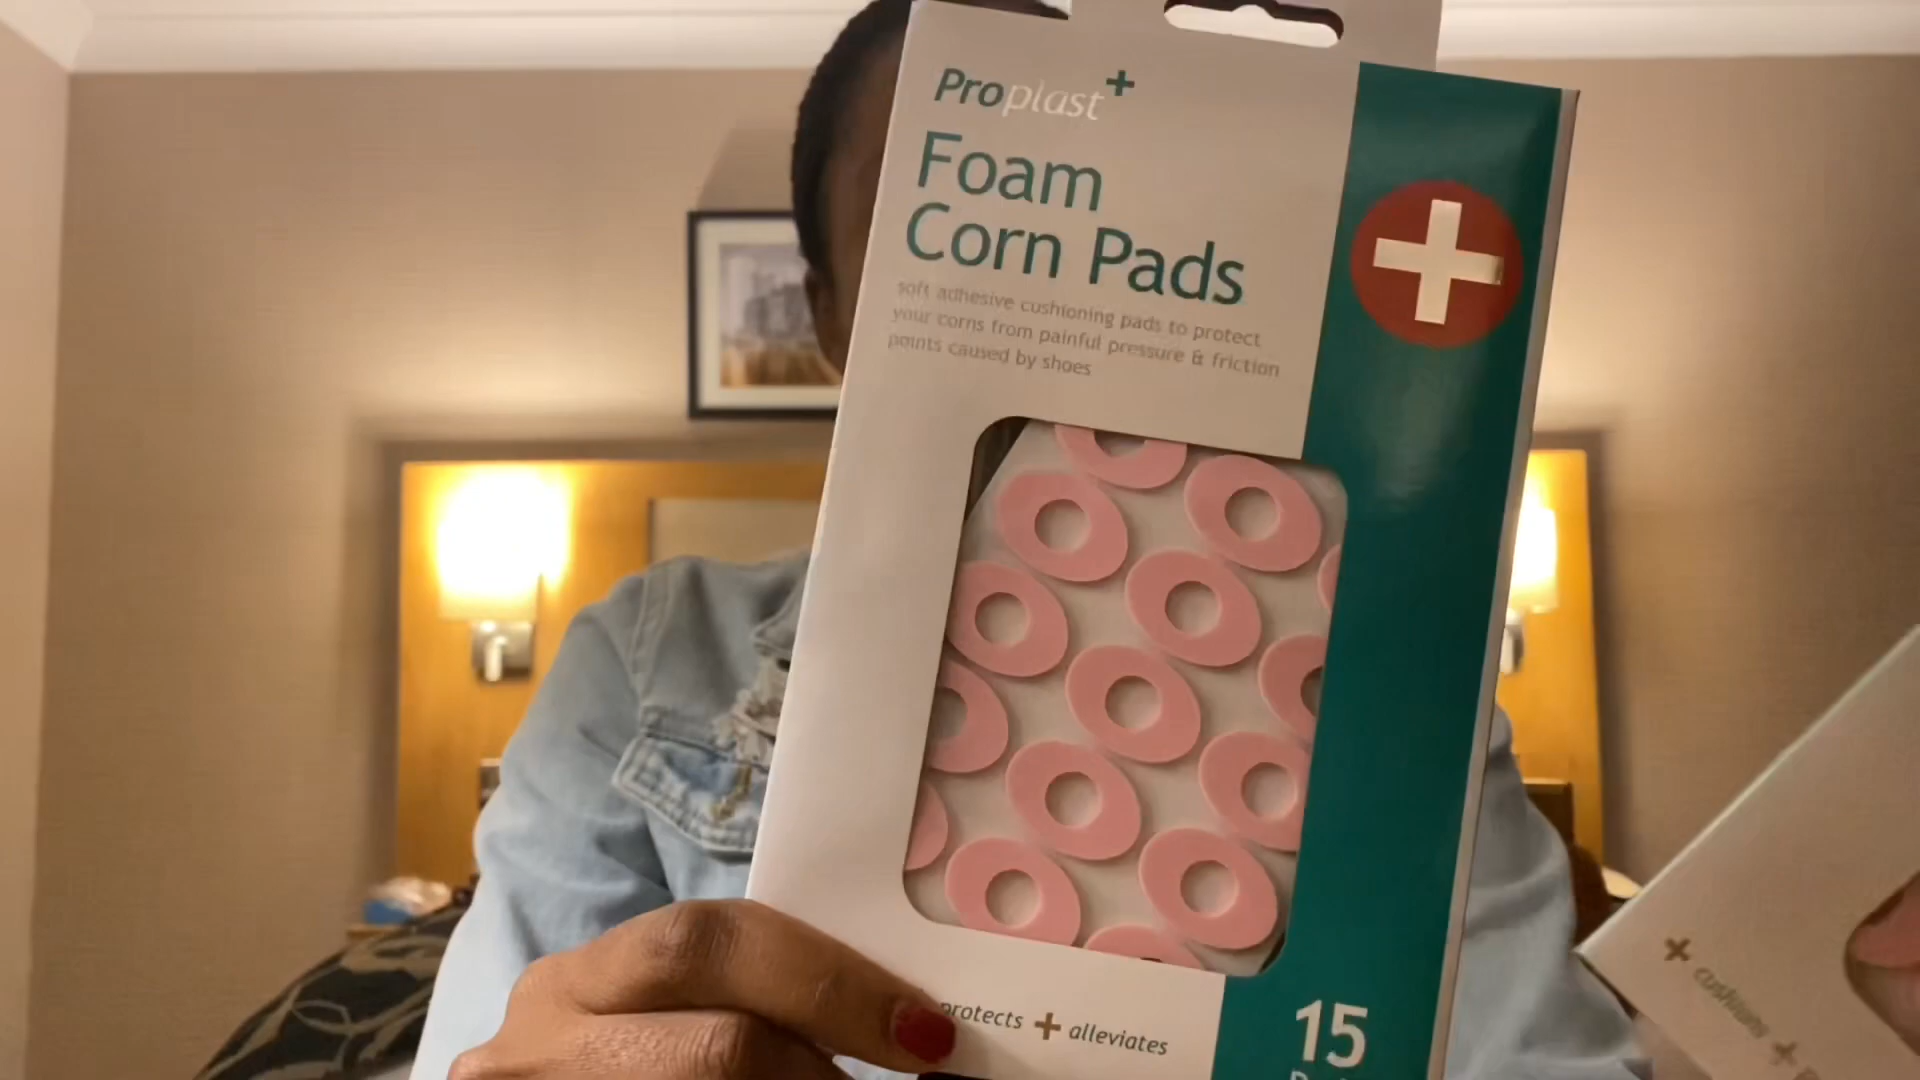 Proplast+
Foam
Corn Pads
soft adhesive cushioning pads to protect
your corns from painful pressure & friction
points caused by shoes
protects + alleviates
15
+ cushions +